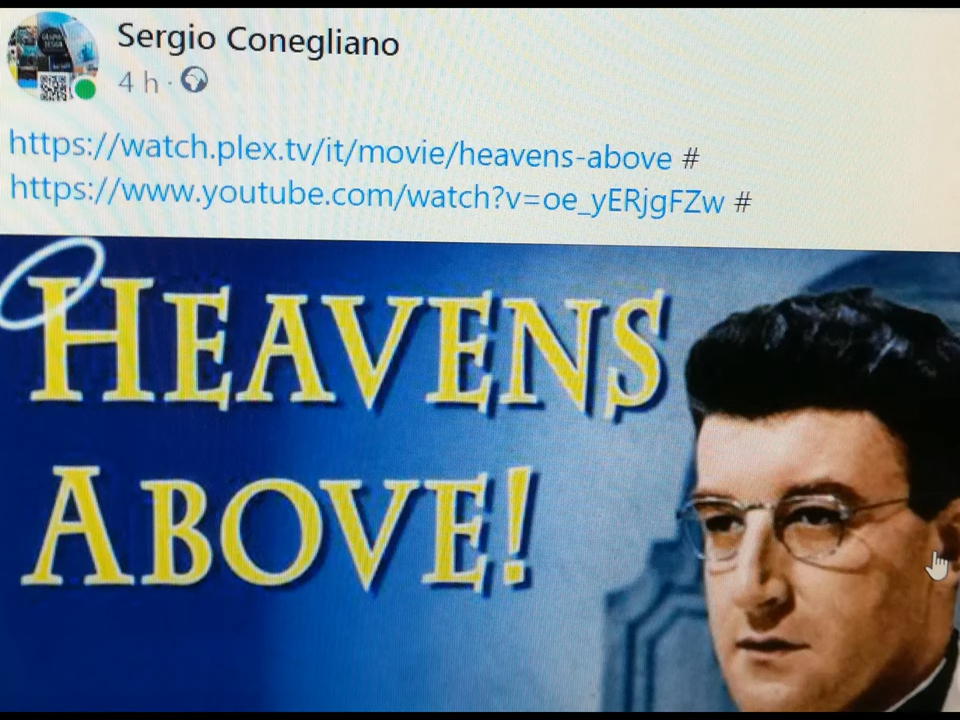 Sergio Conegliano
4 h ·
https://watch.plex.tv/it/movie/heavens-above #
https://www.youtube.com/watch?v=oe_yERjgFZw #
HEAVENS
ABOVE!